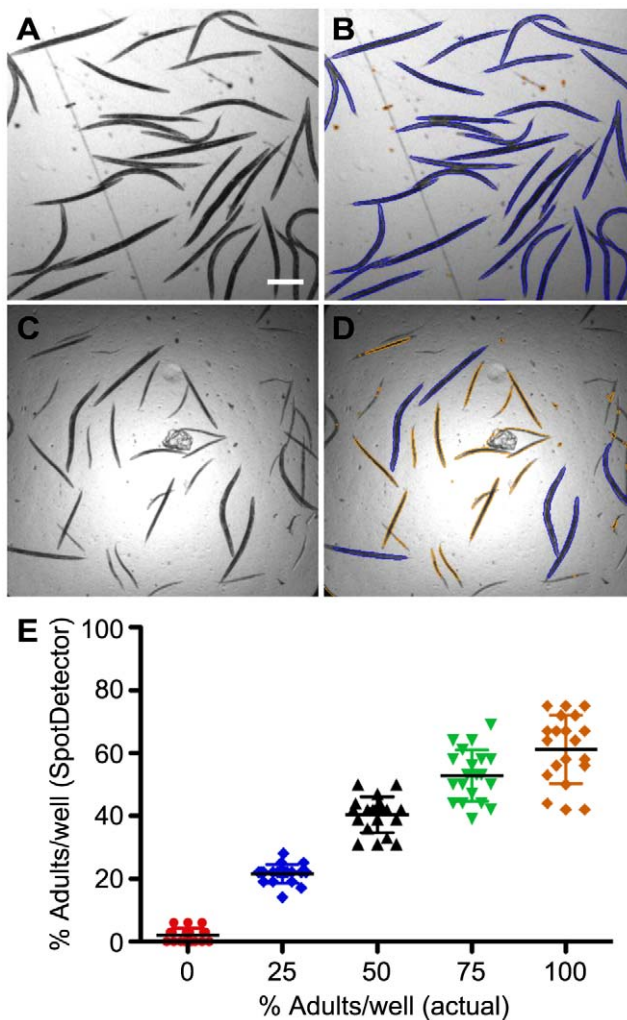 A
B
C
D
E
% Adults/well (SpotDetector)
100
80
60
40
20
0
0 25 50 75 100
% Adults/well (actual)